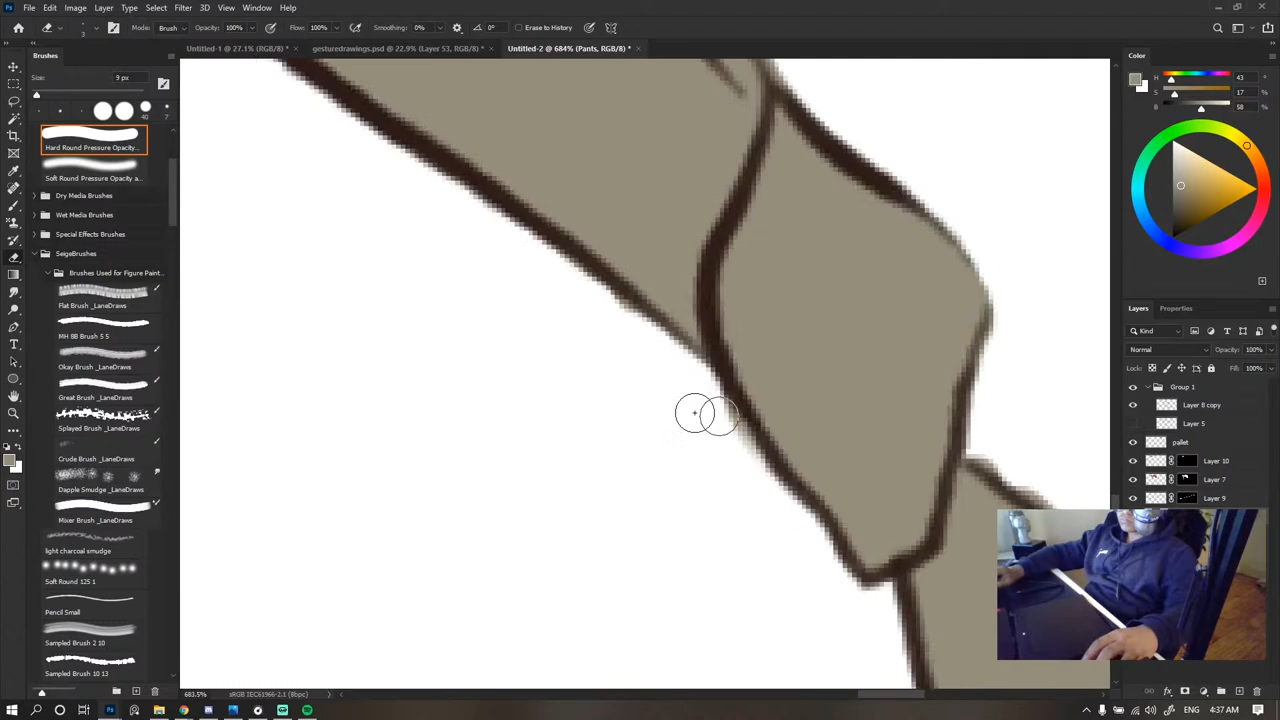 File Edit Image Layer Type Select Filter 3D View Window Help
3 Mode: Brush Opacity: 100% Flow: 100% Smoothing: 0% 0° Erase to History
Untitled-1 @ 27.1% (RGB/8) * × gesturedrawings.psd @ 22.9% (Layer 53, RGB/8) * × Untitled-2 @ 684% (Pants, RGB/8) * ×
Brushes
Size: 9 px
40 7
Hard Round Pressure Opacity...
Soft Round Pressure Opacity a...
Dry Media Brushes
Wet Media Brushes
Special Effects Brushes
SeigeBrushes
Brushes Used for Figure Paint...
Flat Brush _LaneDraws
MH 8B Brush 5 5
Okay Brush _LaneDraws
Great Brush _LaneDraws
Splayed Brush _LaneDraws
Crude Brush _LaneDraws
Dapple Smudge _LaneDraws
Mixer Brush _LaneDraws
light charcoal smudge
Soft Round 125 1
Pencil Small
Sampled Brush 2 10
Sampled Brush 10 13
Color
H 43
S 17
B 58
Layers Properties
Kind
Normal Opacity: 100%
Lock: Fill: 100%
Group 1
Layer 8 copy
Layer 5
pallet
Layer 10
Layer 7
Layer 9
683.5% sRGB IEC61966-2.1 (8bpc)
ENG 4:37 AM